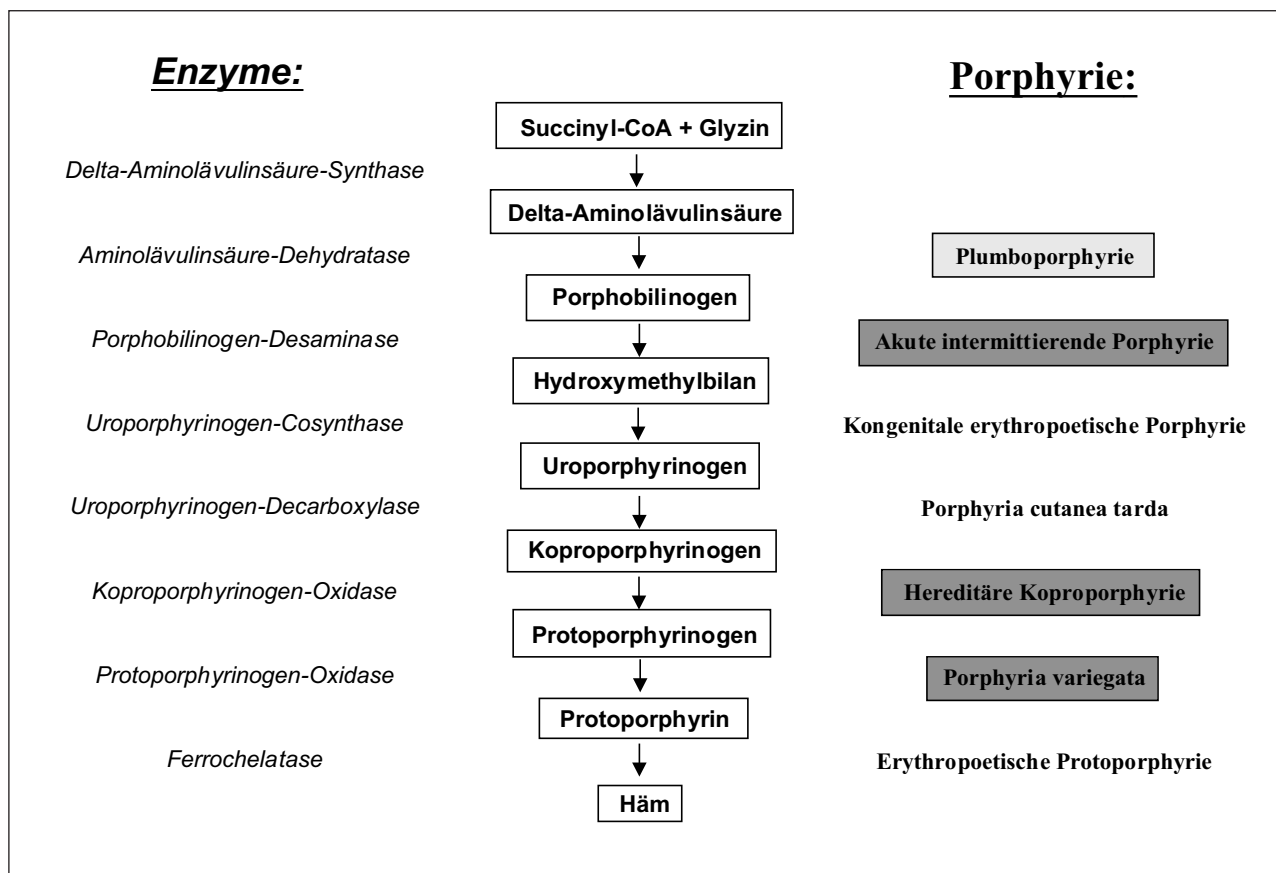 Enzyme:
Porphyrie:
Succinyl-CoA + Glyzin
Delta-Aminolävulinsäure-Synthase
Delta-Aminolävulinsäure
Aminolävulinsäure-Dehydratase
Plumboporphyrie
Porphobilinogen
Porphobilinogen-Desaminase
Akute intermittierende Porphyrie
Hydroxymethylbilan
Uroporphyrinogen-Cosynthase
Kongenitale erythropoetische Porphyrie
Uroporphyrinogen
Uroporphyrinogen-Decarboxylase
Porphyria cutanea tarda
Koproporphyrinogen
Koproporphyrinogen-Oxidase
Hereditäre Koproporphyrie
Protoporphyrinogen
Protoporphyrinogen-Oxidase
Porphyria variegata
Protoporphyrin
Ferrochelatase
Erythropoetische Protoporphyrie
Häm